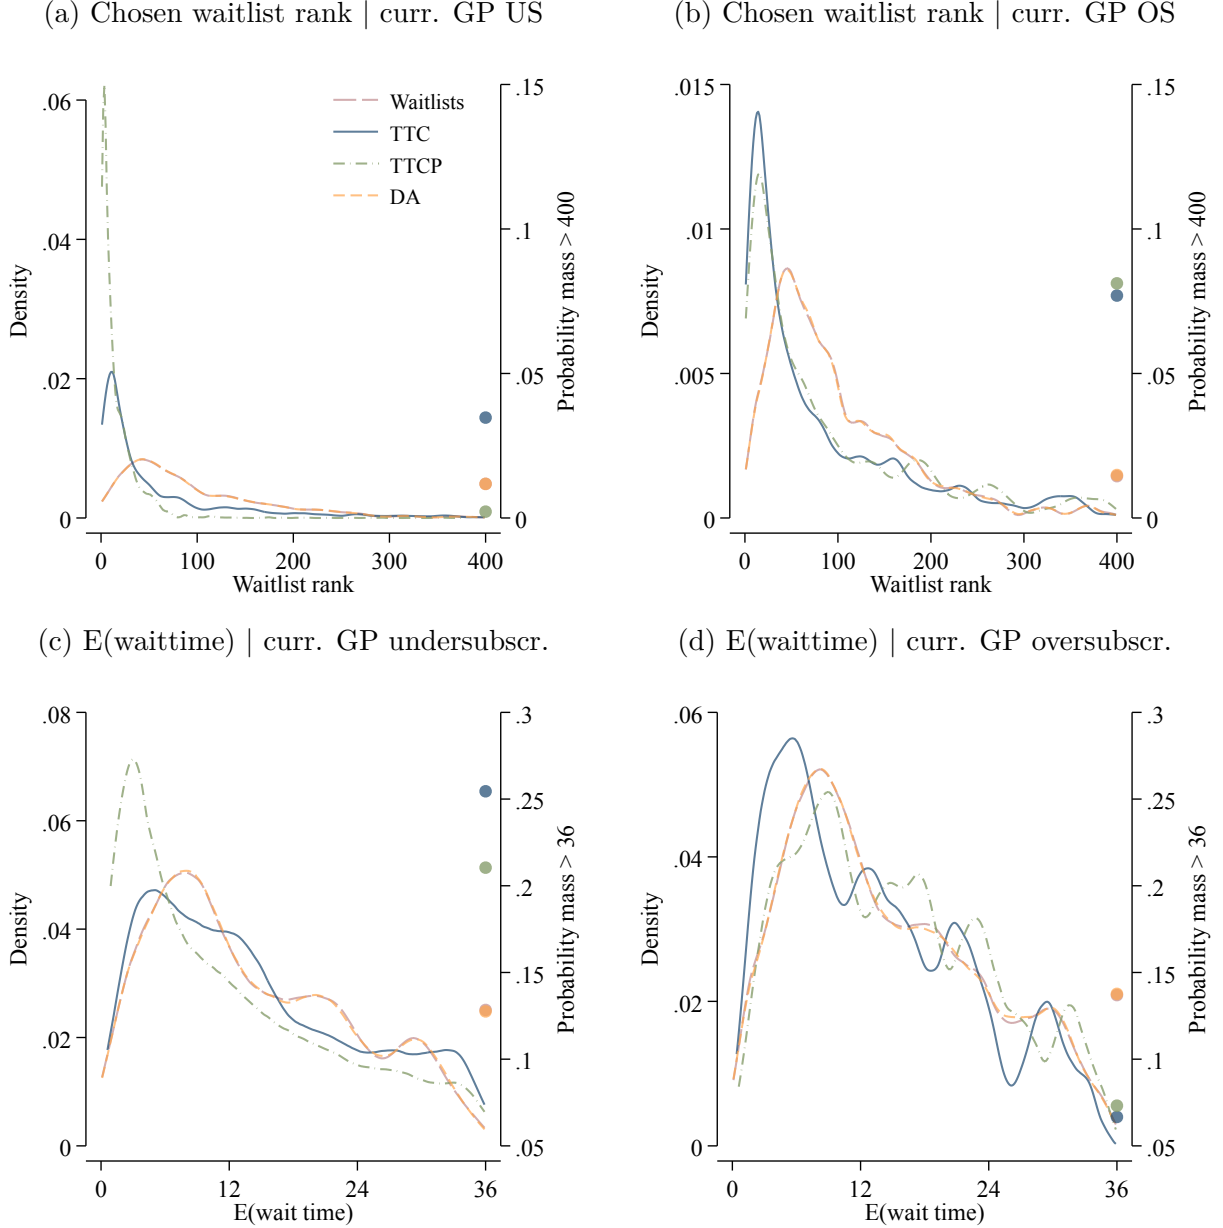 (a) Chosen waitlist rank | curr. GP US
.06
.04
.02
0
Density
.15
.1
.05
0
Probability mass > 400
Waitlists
TTC
TTCP
DA
0 100 200 300 400
Waitlist rank
(b) Chosen waitlist rank | curr. GP OS
.015
.01
.005
0
Density
.15
.1
.05
0
Probability mass > 400
0 100 200 300 400
Waitlist rank
(c) E(waittime) | curr. GP undersubscr.
.08
.06
.04
.02
0
Density
.3
.25
.2
.15
.1
.05
Probability mass > 36
0 12 24 36
E(wait time)
(d) E(waittime) | curr. GP oversubscr.
.06
.04
.02
0
Density
.3
.25
.2
.15
.1
.05
Probability mass > 36
0 12 24 36
E(wait time)